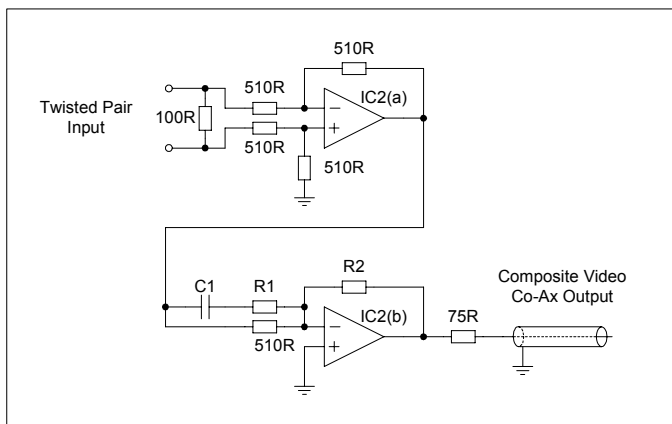 510R
Twisted Pair
Input
100R
510R
510R
510R
−
+
IC2(a)
C1
R1
510R
R2
−
+
IC2(b)
75R
Composite Video
Co-Ax Output